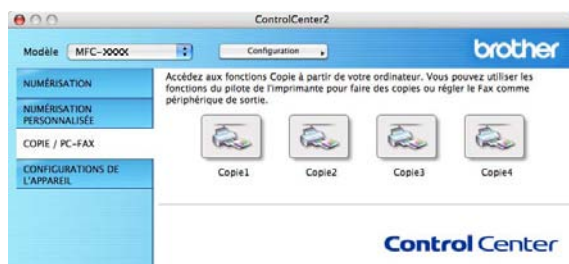 ControlCenter2
Modèle MFC-XXXX Configuration brother
NUMÉRISATION
NUMÉRISATION PERSONNALISÉE
COPIE / PC-FAX
CONFIGURATIONS DE L'APPAREIL
Accédez aux fonctions Copie à partir de votre ordinateur. Vous pouvez utiliser les
fonctions du pilote de l'imprimante pour faire des copies ou régler le Fax comme
périphérique de sortie.
Copie1 Copie2 Copie3 Copie4
Control Center